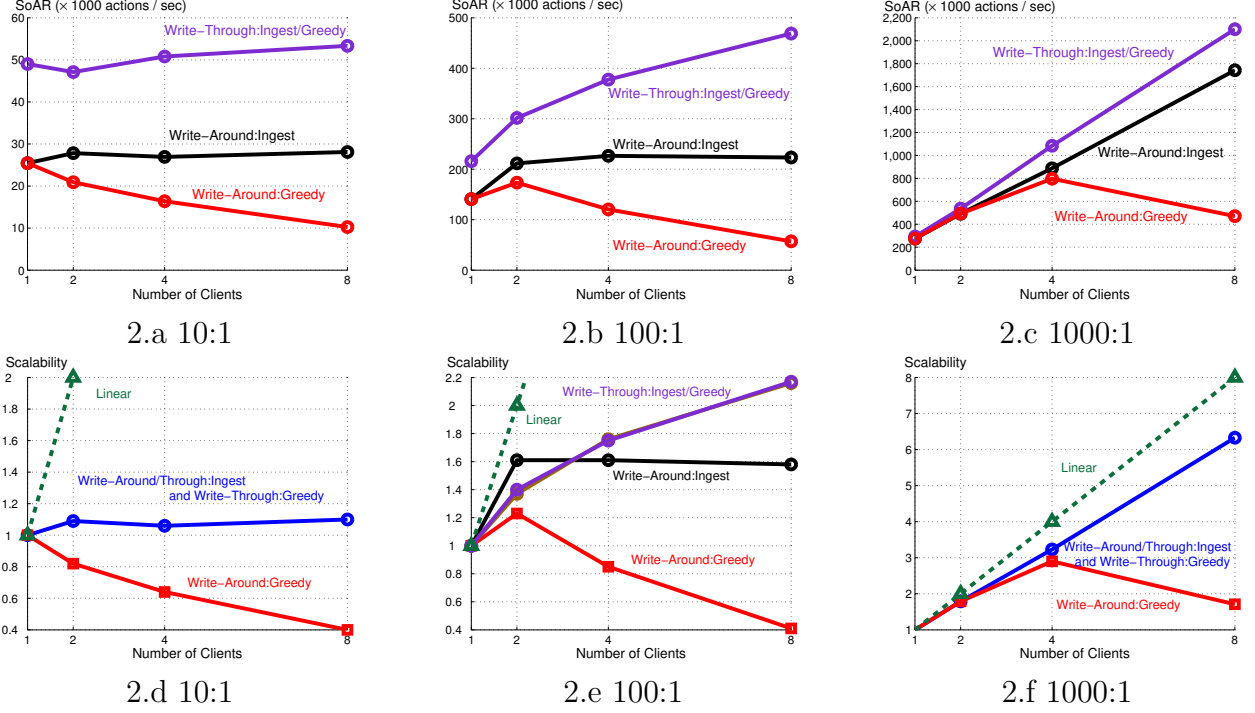 SoAR (× 1000 actions / sec)
60
50
60
40
30
20
10
0
Write−Through:Ingest/Greedy
Write−Around:Ingest
Write−Around:Greedy
1 2 4 8
Number of Clients
2.a 10:1
SoAR (× 1000 actions / sec)
500
400
300
200
100
0
Write−Through:Ingest/Greedy
Write−Around:Ingest
Write−Around:Greedy
1 2 4 8
Number of Clients
2.b 100:1
SoAR (× 1000 actions / sec)
2,200
2,000
1,800
1,600
1,400
1,200
1,000
800
600
400
200
0
Write−Through:Ingest/Greedy
Write−Around:Ingest
Write−Around:Greedy
1 2 4 8
Number of Clients
2.c 1000:1
Scalability
2
1.8
1.6
1.4
1.2
1
0.8
0.6
0.4
Linear
Write−Around/Through:Ingest
and Write−Through:Greedy
Write−Around:Greedy
1 2 4 8
Number of Clients
2.d 10:1
Scalability
2.2
2
1.8
1.6
1.4
1.2
1
0.8
0.6
0.4
Write−Through:Ingest/Greedy
Linear
Write−Around:Ingest
Write−Around:Greedy
1 2 4 8
Number of Clients
2.e 100:1
Scalability
8
7
6
5
4
3
2
1
Linear
Write−Around/Through:Ingest
and Write−Through:Greedy
Write−Around:Greedy
1 2 4 8
Number of Clients
2.f 1000:1